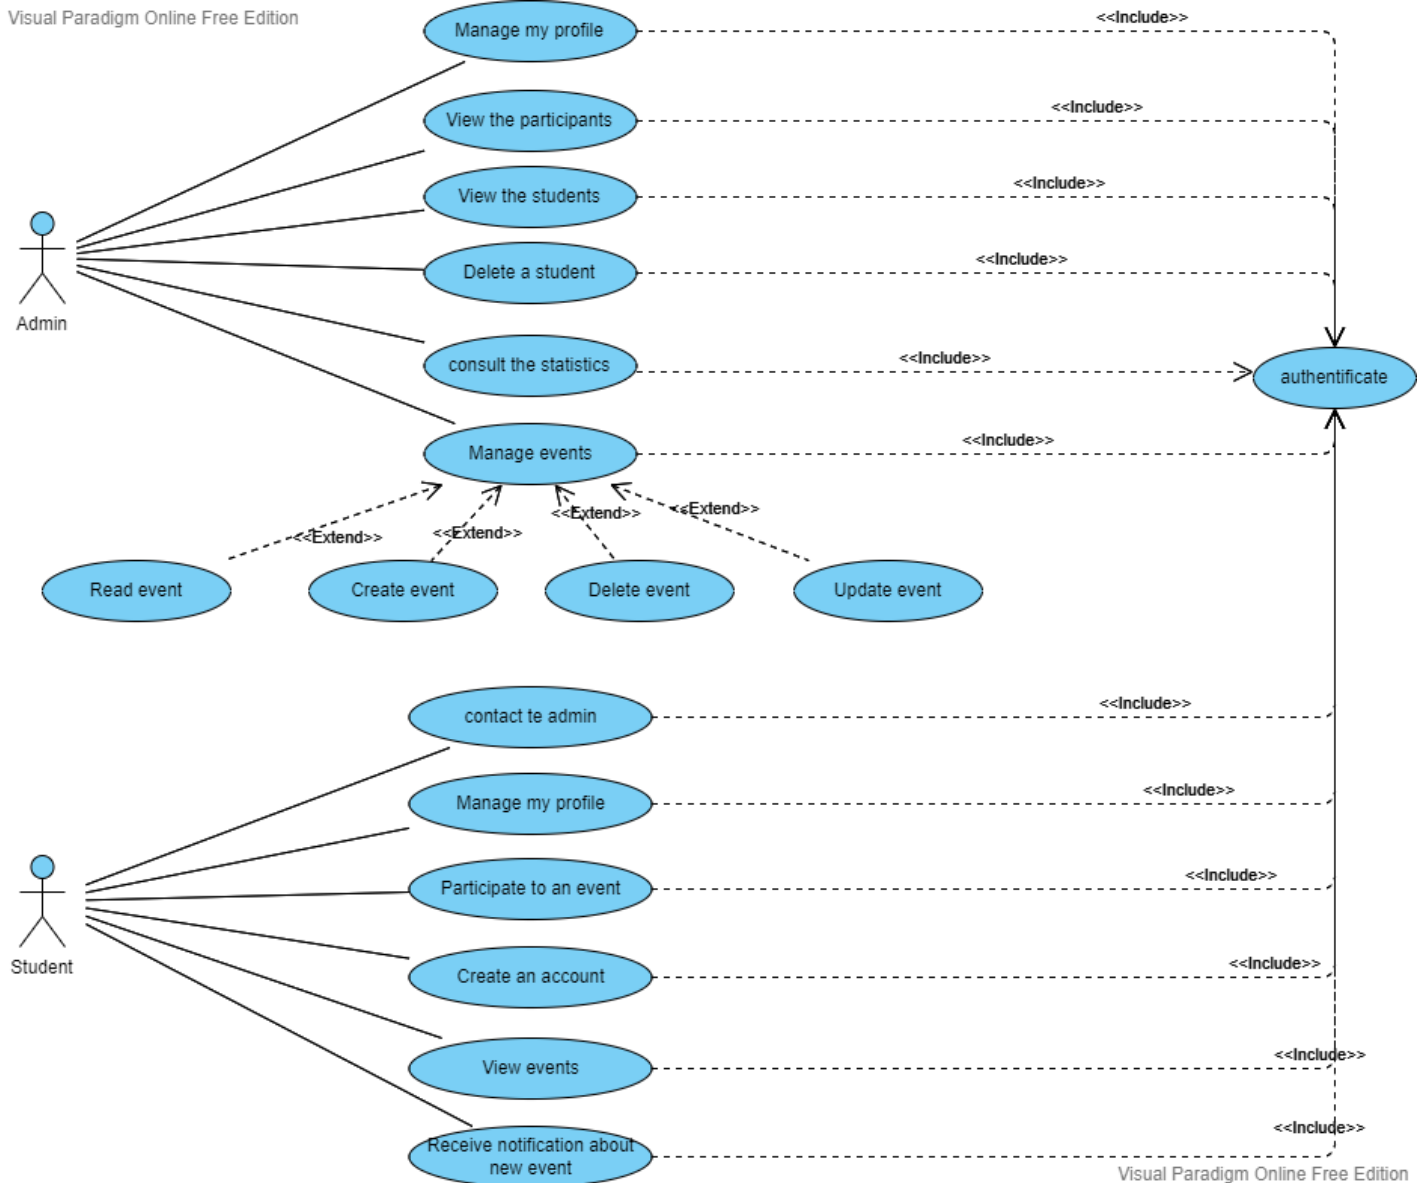 Visual Paradigm Online Free Edition
Manage my profile
<<Include>>
View the participants
<<Include>>
View the students
<<Include>>
Delete a student
<<Include>>
Admin
consult the statistics
<<Include>>
authentificate
Manage events
<<Include>>
<<Extend>>
<<Extend>>
<<Extend>>
<<Extend>>
Read event
Create event
Delete event
Update event
contact te admin
<<Include>>
Manage my profile
<<Include>>
Participate to an event
<<Include>>
Student
Create an account
<<Include>>
View events
<<Include>>
Receive notification about
new event
<<Include>>
Visual Paradigm Online Free Edition